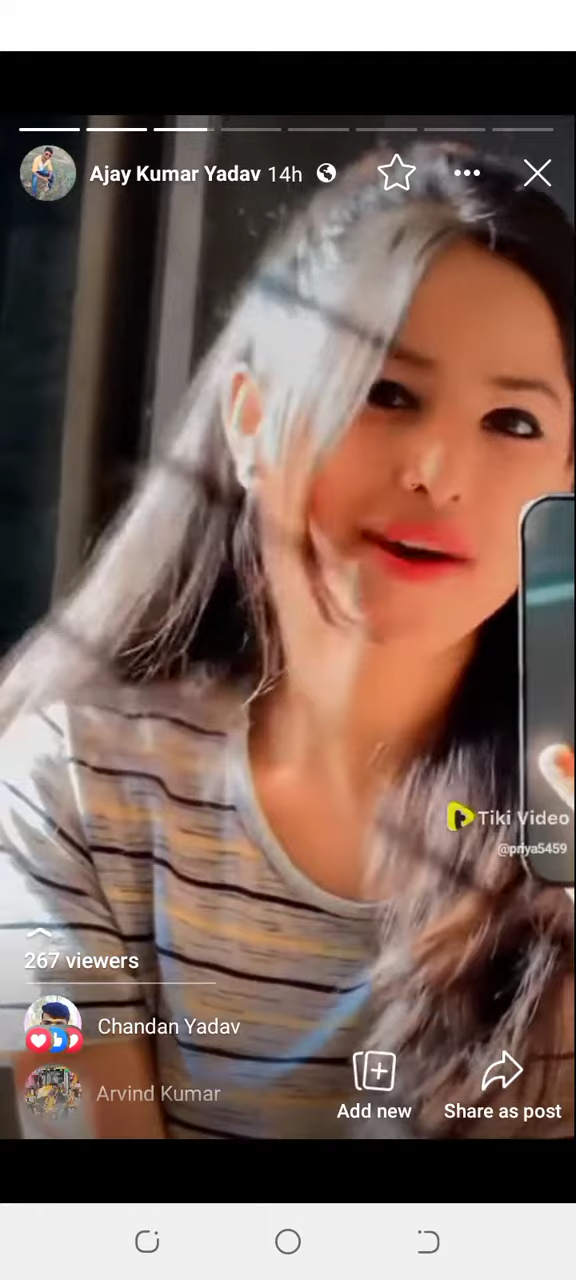 Ajay Kumar Yadav 14h
Tiki Video
@priya5459
267 viewers
Chandan Yadav
Arvind Kumar
Add new
Share as post